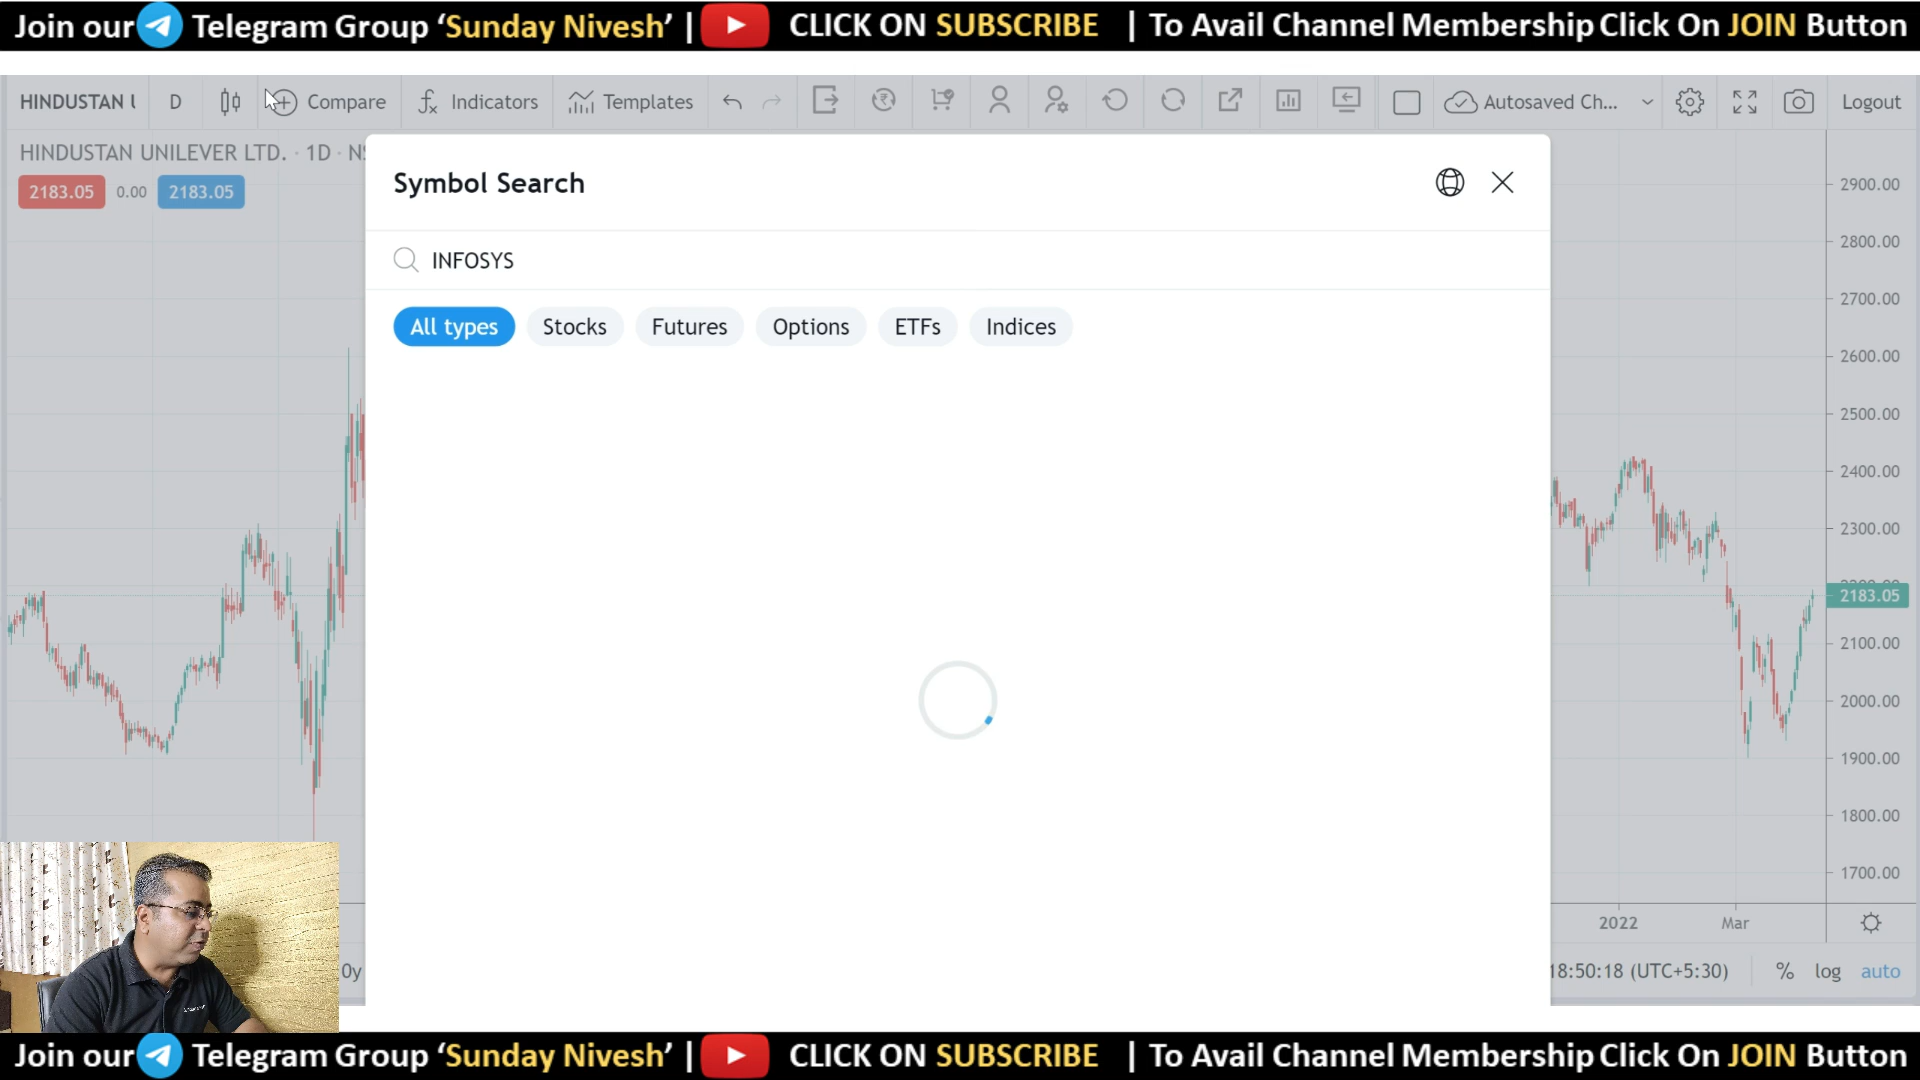 Join our Telegram Group ‘Sunday Nivesh’ | CLICK ON SUBSCRIBE | To Avail Channel Membership Click On JOIN Button
HINDUSTAN D Compare Indicators Templates Autosaved Ch... Logout
HINDUSTAN UNILEVER LTD. · 1D ·
2183.05 0.00 2183.05
Symbol Search
INFOSYS
All types Stocks Futures Options ETFs Indices
2900.00
2800.00
2700.00
2600.00
2500.00
2400.00
2300.00
2183.05
2100.00
2000.00
1900.00
1800.00
1700.00
2022 Mar
0y 18:50:18 (UTC+5:30) % log auto
Join our Telegram Group ‘Sunday Nivesh’ | CLICK ON SUBSCRIBE | To Avail Channel Membership Click On JOIN Button